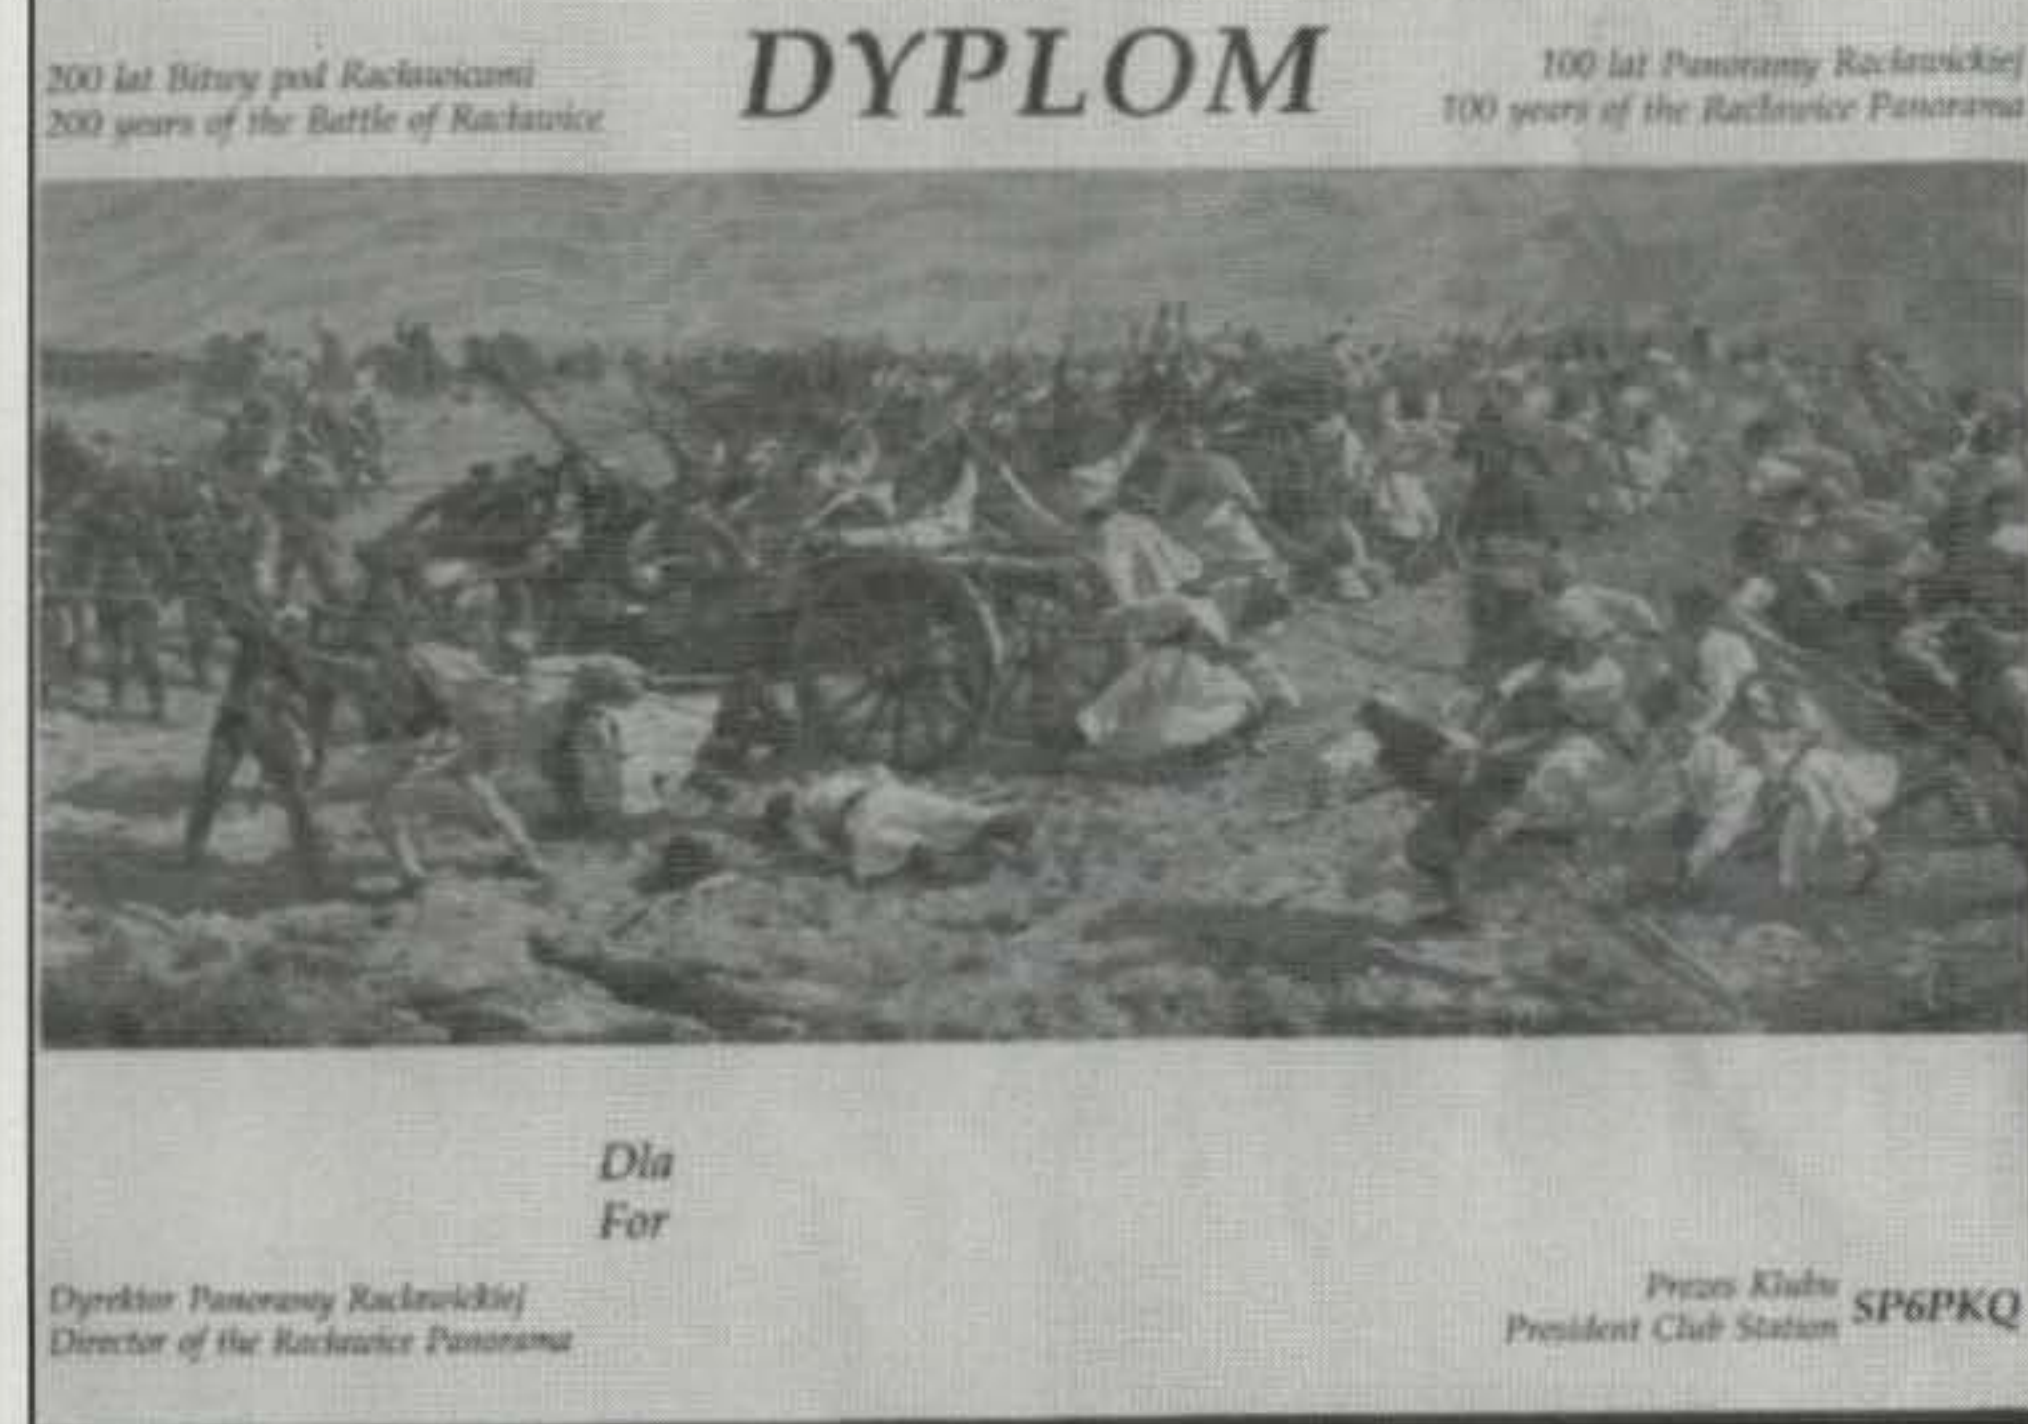 DYPLOM
200 lat Bitwy pod Racławicami
200 years of the Battle of Racławice
100 lat Panoramy Racławickiej
100 years of the Racławice Panorama
Dla
For
Dyrektor Panoramy Racławickiej
Director of the Racławice Panorama
Prezes Klubu
President Club Station
SP6PKQ